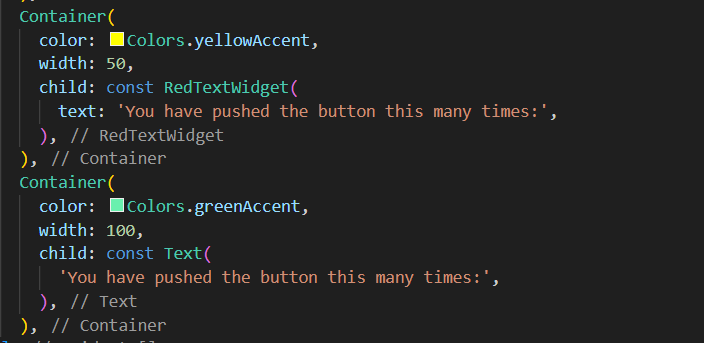 Container(
color: Colors.yellowAccent,
width: 50,
child: const RedTextWidget(
text: 'You have pushed the button this many times:',
), // RedTextWidget
), // Container
Container(
color: Colors.greenAccent,
width: 100,
child: const Text(
'You have pushed the button this many times:',
), // Text
), // Container